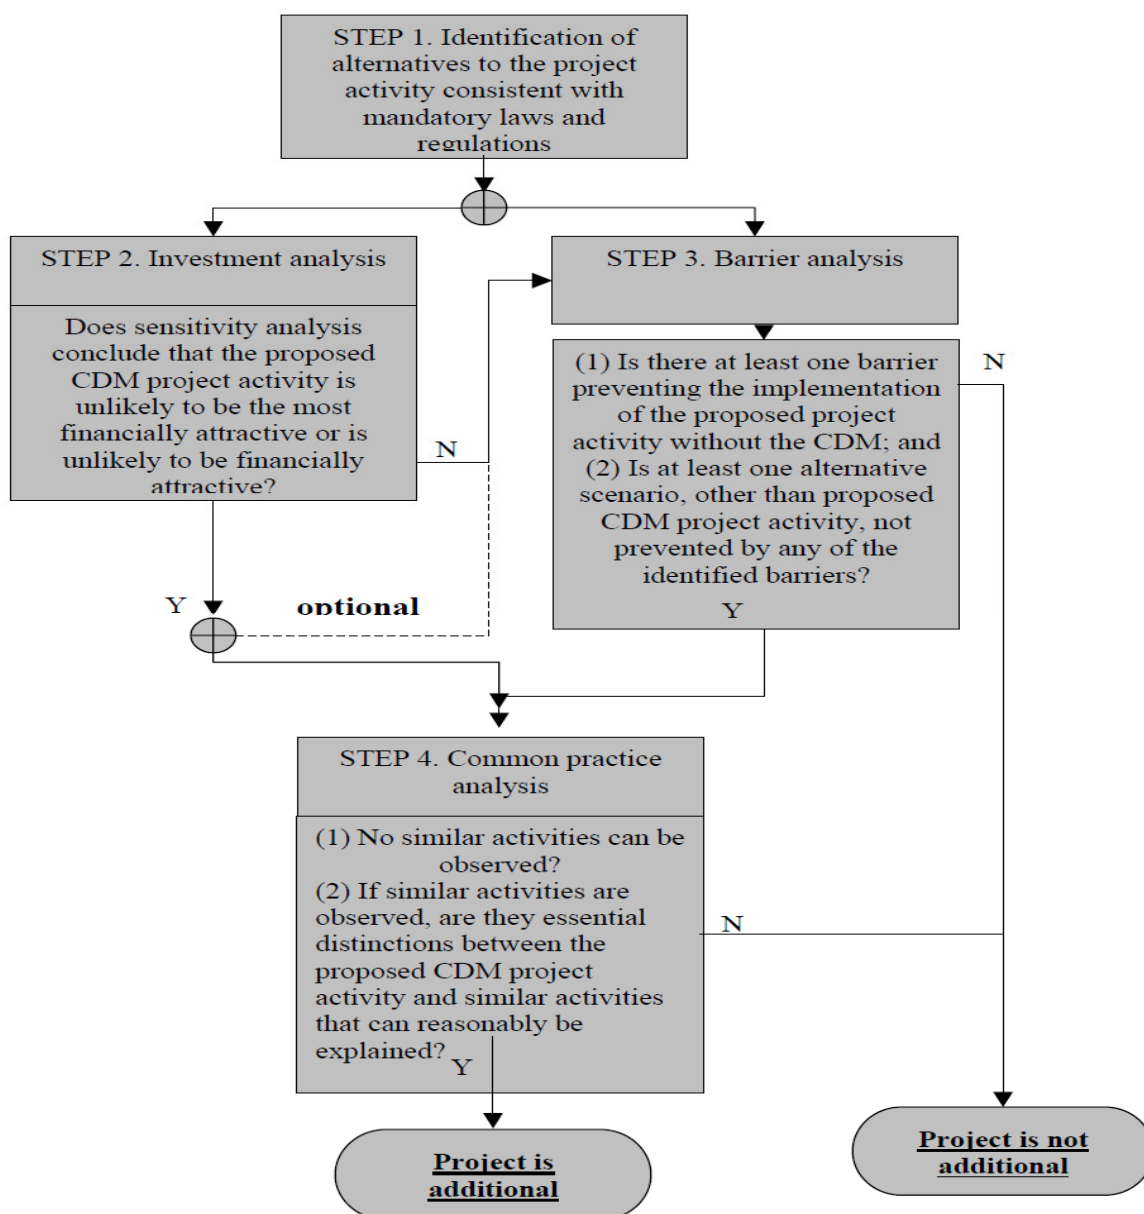 STEP 1. Identification of
alternatives to the project
activity consistent with
mandatory laws and
regulations
STEP 2. Investment analysis
Does sensitivity analysis
conclude that the proposed
CDM project activity is
unlikely to be the most
financially attractive or is
unlikely to be financially
attractive?
N
Y
optional
STEP 3. Barrier analysis
(1) Is there at least one barrier
preventing the implementation
of the proposed project
activity without the CDM; and
(2) Is at least one alternative
scenario, other than proposed
CDM project activity, not
prevented by any of the
identified barriers?
N
Y
STEP 4. Common practice
analysis
(1) No similar activities can be
observed?
(2) If similar activities are
observed, are they essential
distinctions between the
proposed CDM project
activity and similar activities
that can reasonably be
explained?
N
Y
Project is
additional
Project is not
additional